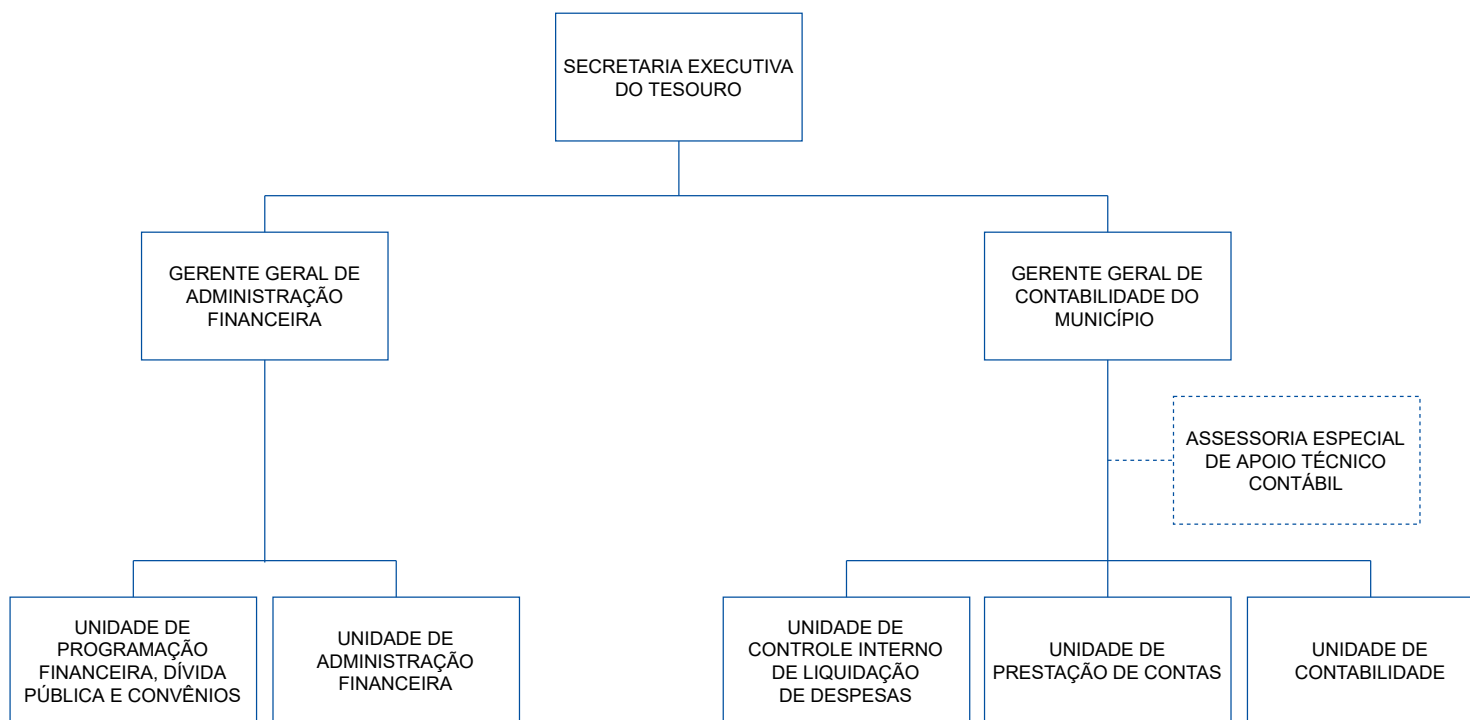 SECRETARIA EXECUTIVA
DO TESOURO
GERENTE GERAL DE
ADMINISTRAÇÃO
FINANCEIRA
GERENTE GERAL DE
CONTABILIDADE DO
MUNICÍPIO
ASSESSORIA ESPECIAL
DE APOIO TÉCNICO
CONTÁBIL
UNIDADE DE
PROGRAMAÇÃO
FINANCEIRA, DÍVIDA
PÚBLICA E CONVÊNIOS
UNIDADE DE
ADMINISTRAÇÃO
FINANCEIRA
UNIDADE DE
CONTROLE INTERNO
DE LIQUIDAÇÃO
DE DESPESAS
UNIDADE DE
PRESTAÇÃO DE CONTAS
UNIDADE DE
CONTABILIDADE